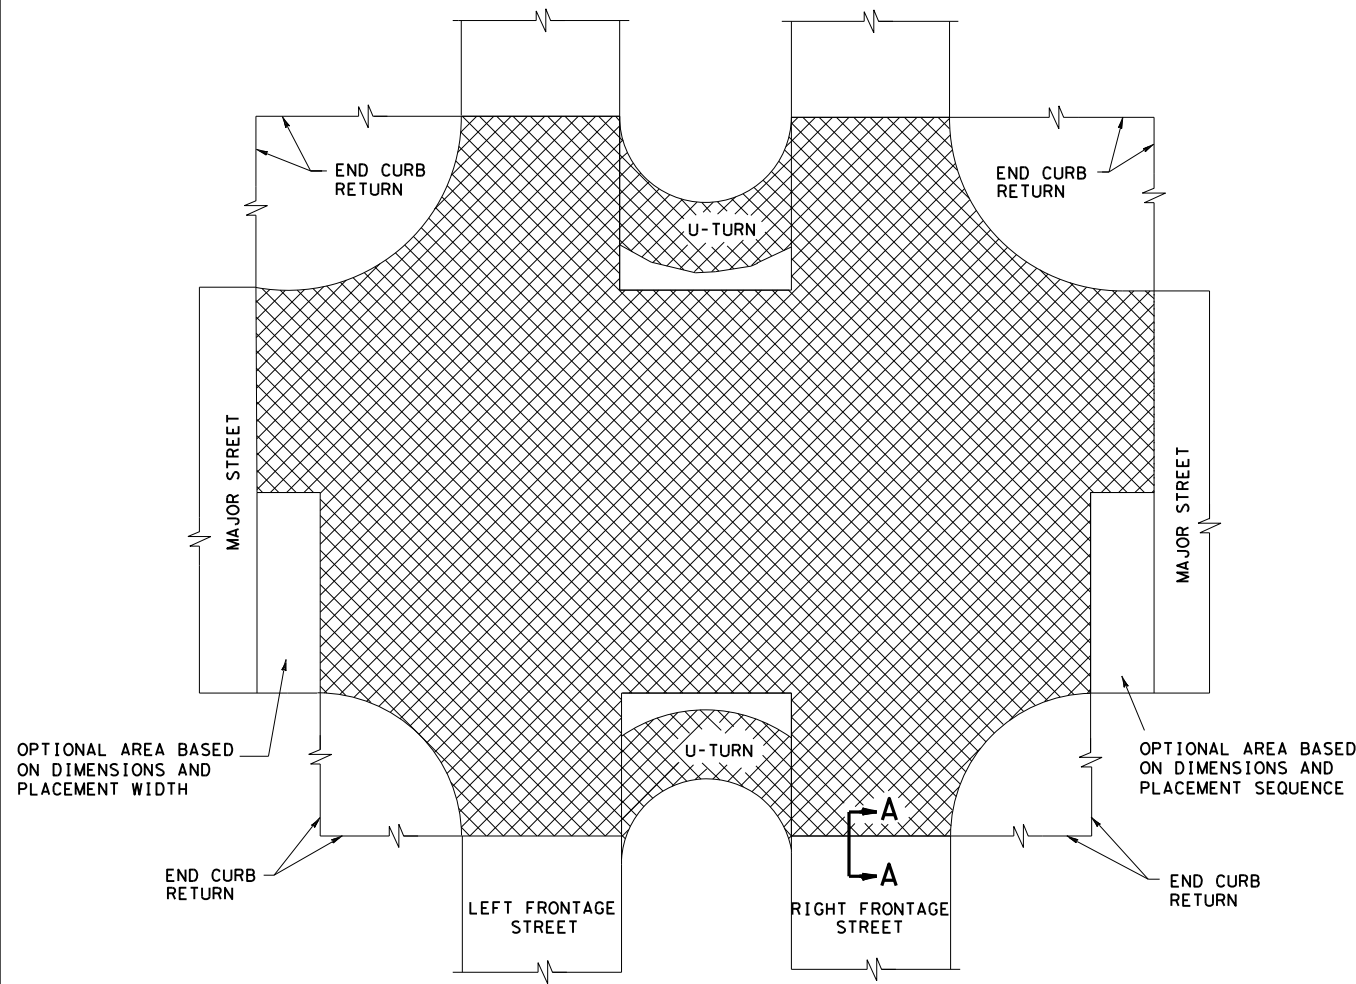 END CURB
RETURN
END CURB
RETURN
U-TURN
MAJOR STREET
MAJOR STREET
OPTIONAL AREA BASED
ON DIMENSIONS AND
PLACEMENT WIDTH
U-TURN
OPTIONAL AREA BASED
ON DIMENSIONS AND
PLACEMENT SEQUENCE
A
A
END CURB
RETURN
END CURB
RETURN
LEFT FRONTAGE
STREET
RIGHT FRONTAGE
STREET